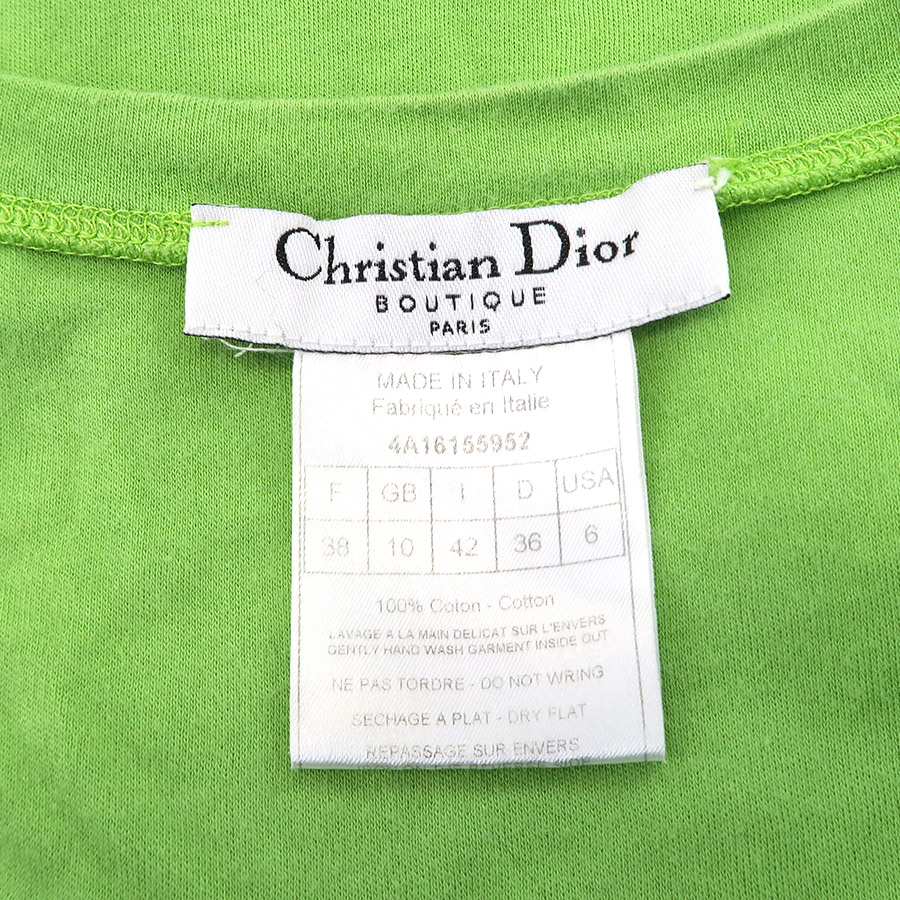 Christian Dior
BOUTIQUE
PARIS
MADE IN ITALY
Fabriqué en Italie
4A16155952
F GB I D USA
38 10 42 36 6
100% Coton - Cotton
LAVAGE A LA MAIN DELICAT SUR L'ENVERS
GENTLY HAND WASH GARMENT INSIDE OUT
NE PAS TORDRE - DO NOT WRING
SECHAGE A PLAT - DRY FLAT
REPASSAGE SUR ENVERS